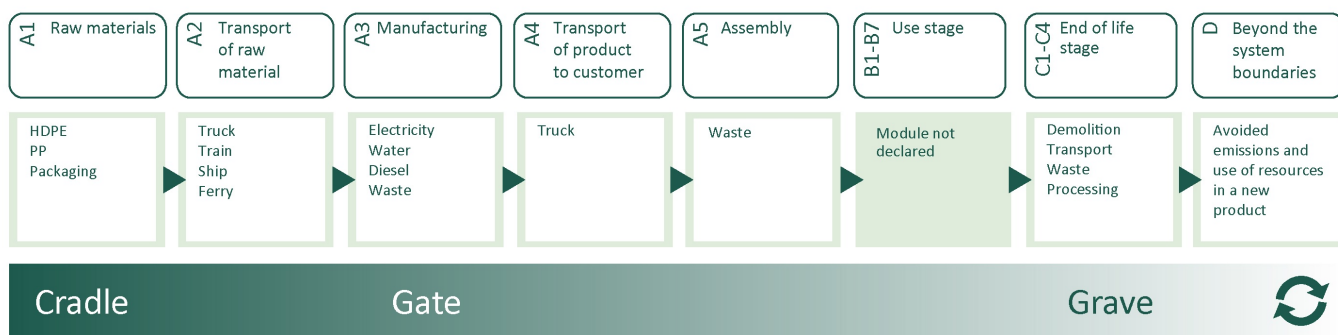 A1
Raw materials
A2
Transport
of raw
material
A3
Manufacturing
A4
Transport
of product
to customer
A5
Assembly
B1-B7
Use stage
C1-C4
End of life
stage
D
Beyond the
system
boundaries
HDPE
PP
Packaging
Truck
Train
Ship
Ferry
Electricity
Water
Diesel
Waste
Truck
Waste
Module not
declared
Demolition
Transport
Waste
Processing
Avoided
emissions and
use of resources
in a new
product
Cradle
Gate
Grave